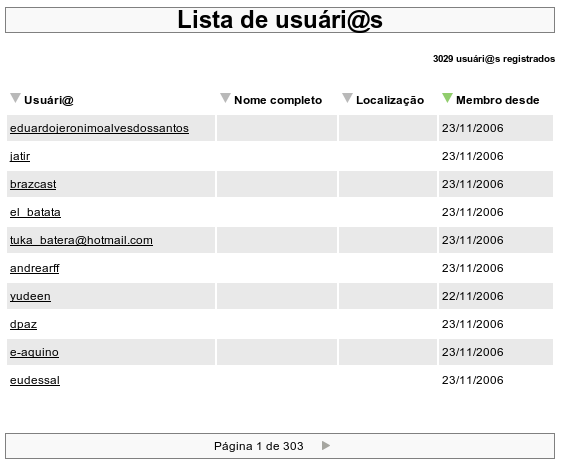 Lista de usuári@s
3029 usuári@s registrados
Usuári@ Nome completo Localização Membro desde
eduardojeronimoalvesdossantos 23/11/2006
jatir 23/11/2006
brazcast 23/11/2006
el_batata 23/11/2006
tuka_batera@hotmail.com 23/11/2006
andrearff 23/11/2006
yudeen 22/11/2006
dpaz 23/11/2006
e-aquino 23/11/2006
eudessal 23/11/2006
Página 1 de 303